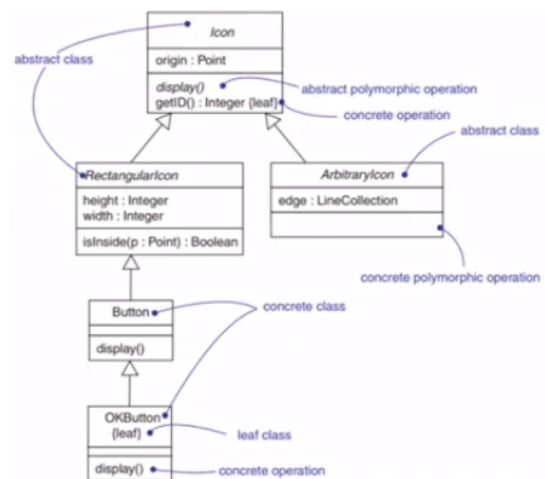 Icon
abstract class
origin : Point
display()
abstract polymorphic operation
getID() : Integer {leaf}
concrete operation
abstract class
RectangularIcon
ArbitraryIcon
height : Integer
width : Integer
edge : LineCollection
isInside(p : Point) : Boolean
concrete polymorphic operation
Button
concrete class
display()
OKButton
{leaf}
leaf class
display()
concrete operation